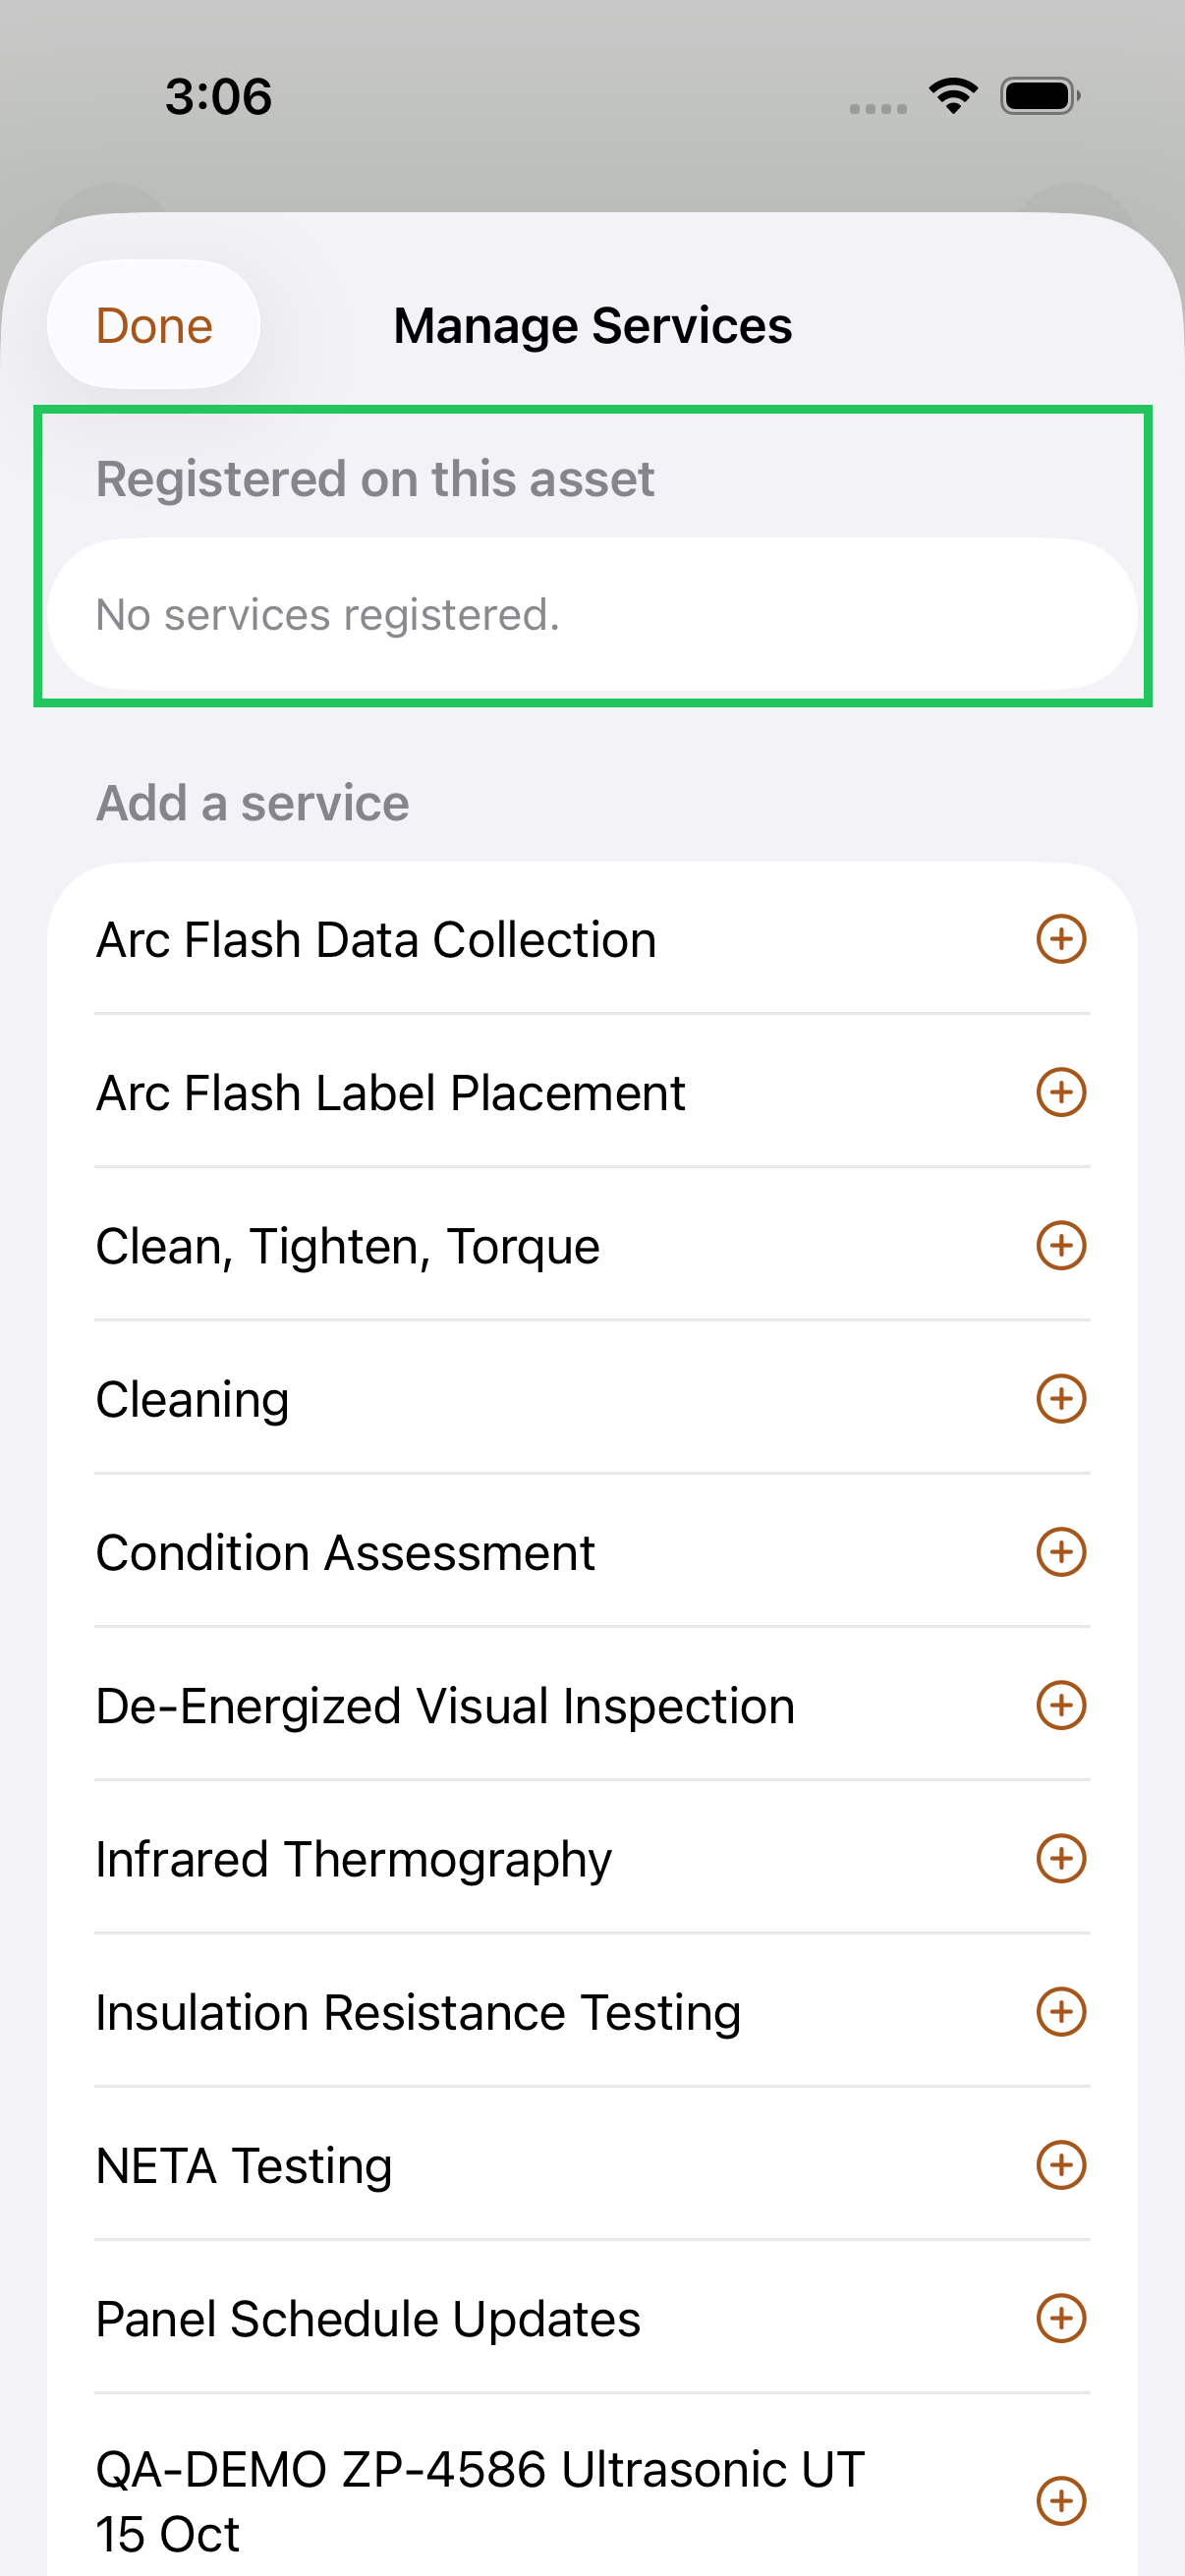 3:06
Done
Manage Services
Registered on this asset
No services registered.
Add a service
Arc Flash Data Collection
Arc Flash Label Placement
Clean, Tighten, Torque
Cleaning
Condition Assessment
De-Energized Visual Inspection
Infrared Thermography
Insulation Resistance Testing
NETA Testing
Panel Schedule Updates
QA-DEMO ZP-4586 Ultrasonic UT
15 Oct